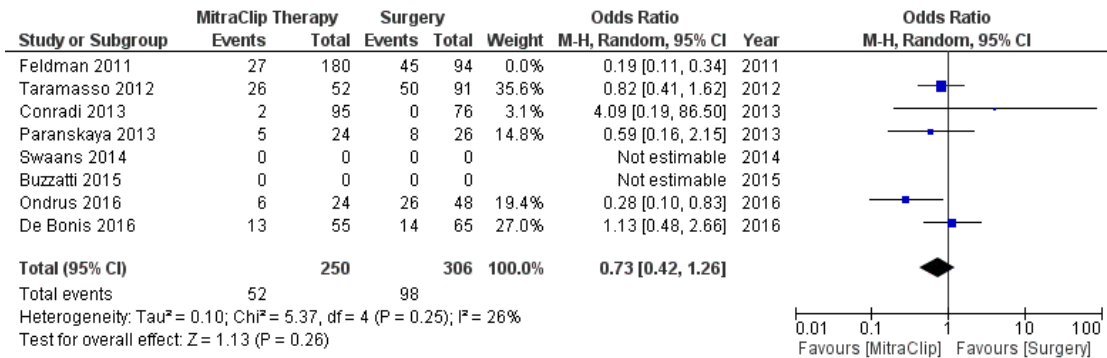 MitraClip Therapy Surgery Odds Ratio Odds Ratio
Study or Subgroup Events Total Events Total Weight M-H, Random, 95% CI Year M-H, Random, 95% CI
Feldman 2011 27 180 45 94 0.0% 0.19 [0.11, 0.34] 2011
Taramasso 2012 26 52 50 91 35.6% 0.82 [0.41, 1.62] 2012
Conradi 2013 2 95 0 76 3.1% 4.09 [0.19, 86.50] 2013
Paranskaya 2013 5 24 8 26 14.8% 0.59 [0.16, 2.15] 2013
Swaans 2014 0 0 0 0 Not estimable 2014
Buzzatti 2015 0 0 0 0 Not estimable 2015
Ondrus 2016 6 24 26 48 19.4% 0.28 [0.10, 0.83] 2016
De Bonis 2016 13 55 14 65 27.0% 1.13 [0.48, 2.66] 2016
Total (95% CI) 250 306 100.0% 0.73 [0.42, 1.26]
Total events 52 98
Heterogeneity: Tau² = 0.10; Chi² = 5.37, df = 4 (P = 0.25); I² = 26%
Test for overall effect: Z = 1.13 (P = 0.26)
0.01 0.1 1 10 100
Favours [MitraClip] Favours [Surgery]